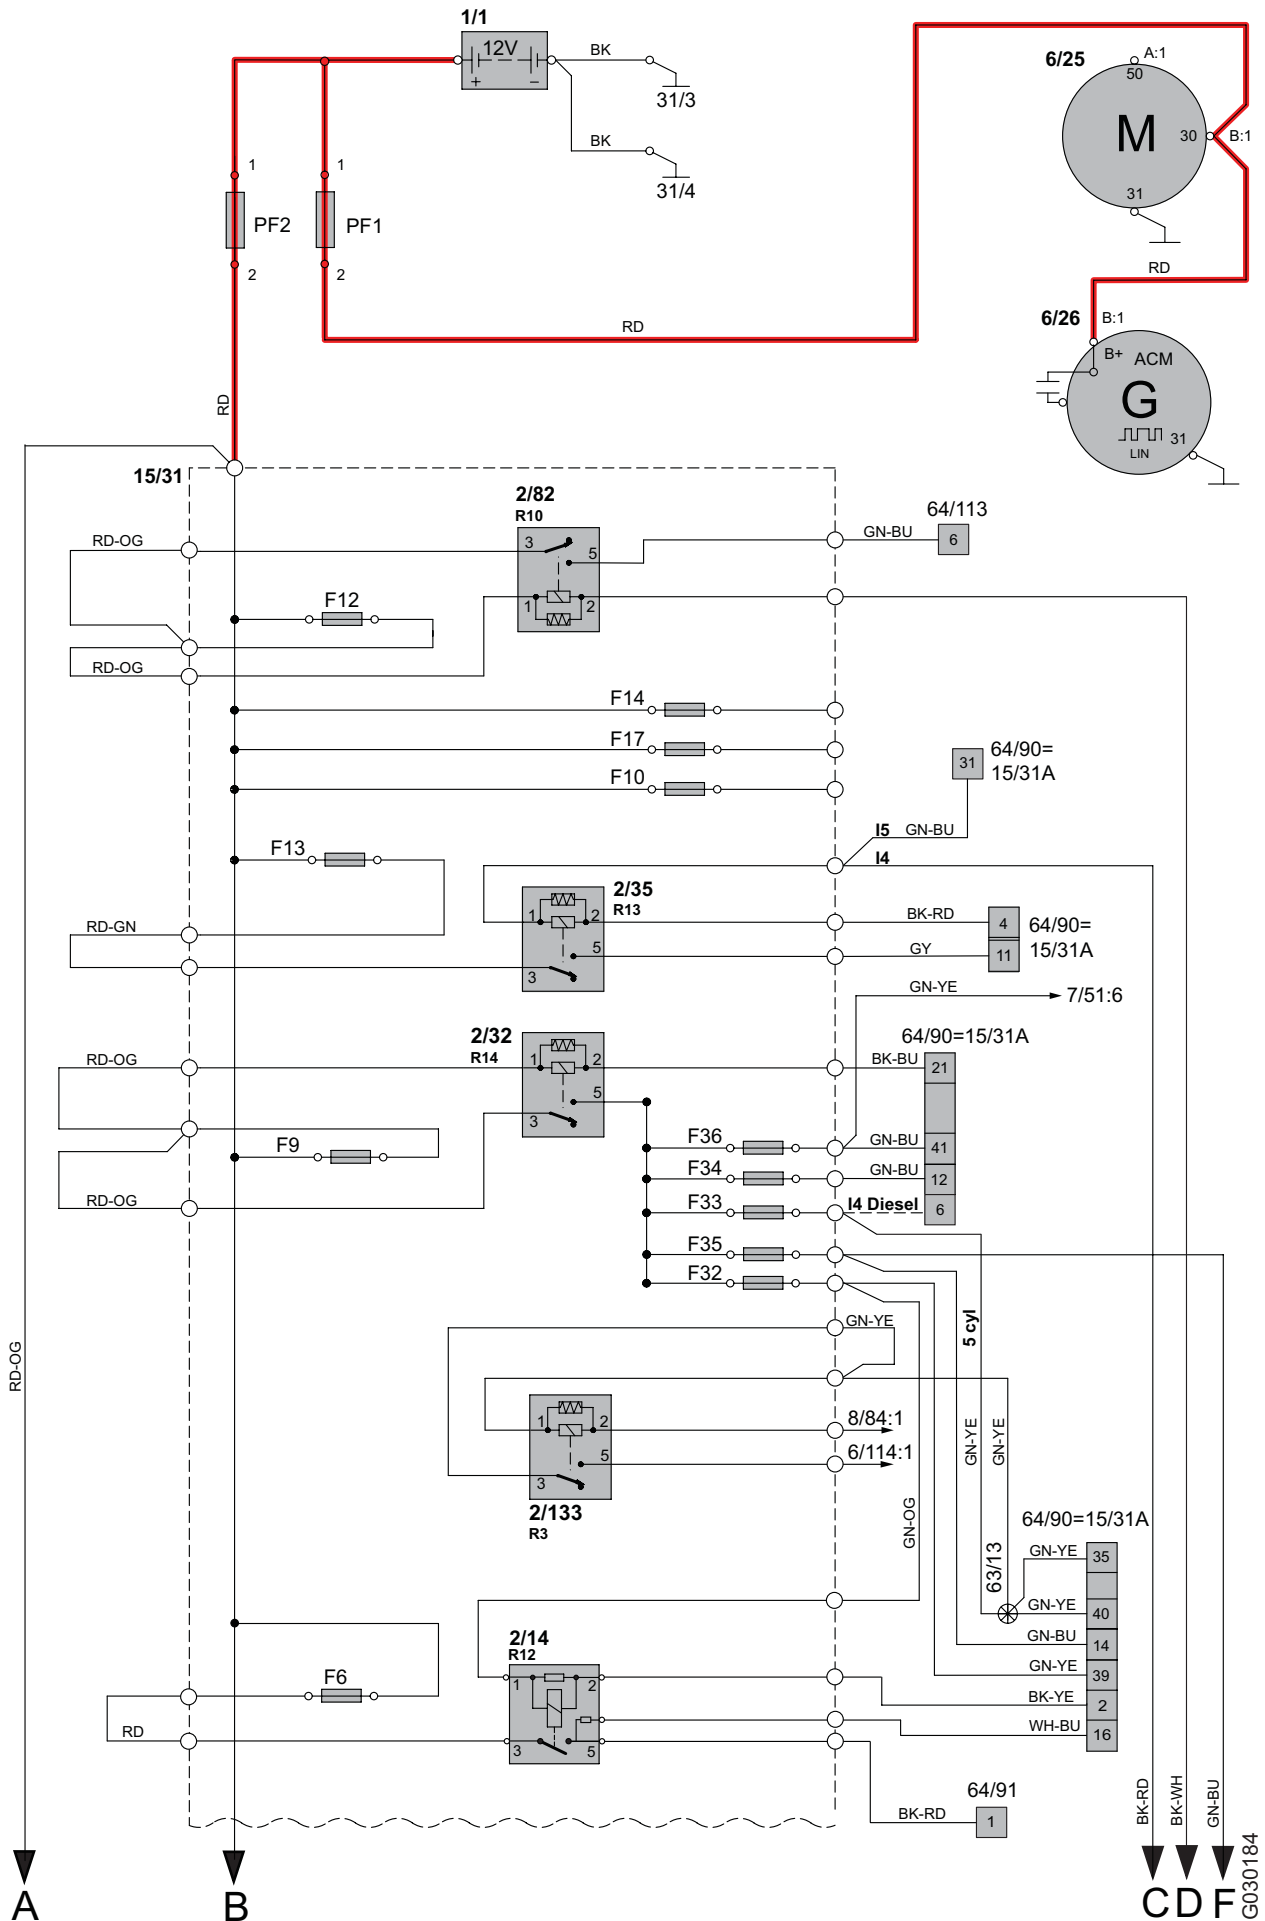 1/1
12V
+ −
BK
31/3
BK
31/4
6/25
A:1
50
M
30
B:1
31
RD
1
PF2
2
1
PF1
2
RD
RD
6/26
B:1
B+
ACM
G
31
LIN
15/31
2/82
R10
3
5
1
2
RD-OG
GN-BU
64/113
6
F12
RD-OG
F14
F17
F10
64/90=
15/31A
31
I5 GN-BU
I4
F13
2/35
R13
1
2
5
3
RD-GN
BK-RD
4
GY
11
64/90=
15/31A
GN-YE
7/51:6
2/32
R14
1
2
5
3
RD-OG
64/90=15/31A
BK-BU
21
F9
F36
GN-BU
41
F34
GN-BU
12
RD-OG
F33
I4 Diesel
6
F35
F32
GN-YE
5 cyl
RD-OG
1
2
5
3
2/133
R3
8/84:1
6/114:1
GN-YE
GN-YE
GN-OG
63/13
64/90=15/31A
GN-YE
35
GN-YE
40
GN-BU
14
GN-YE
39
BK-YE
2
WH-BU
16
2/14
R12
1
2
3
5
F6
RD
64/91
BK-RD
1
BK-RD
BK-WH
GN-BU
A
B
C
D
F
G030184